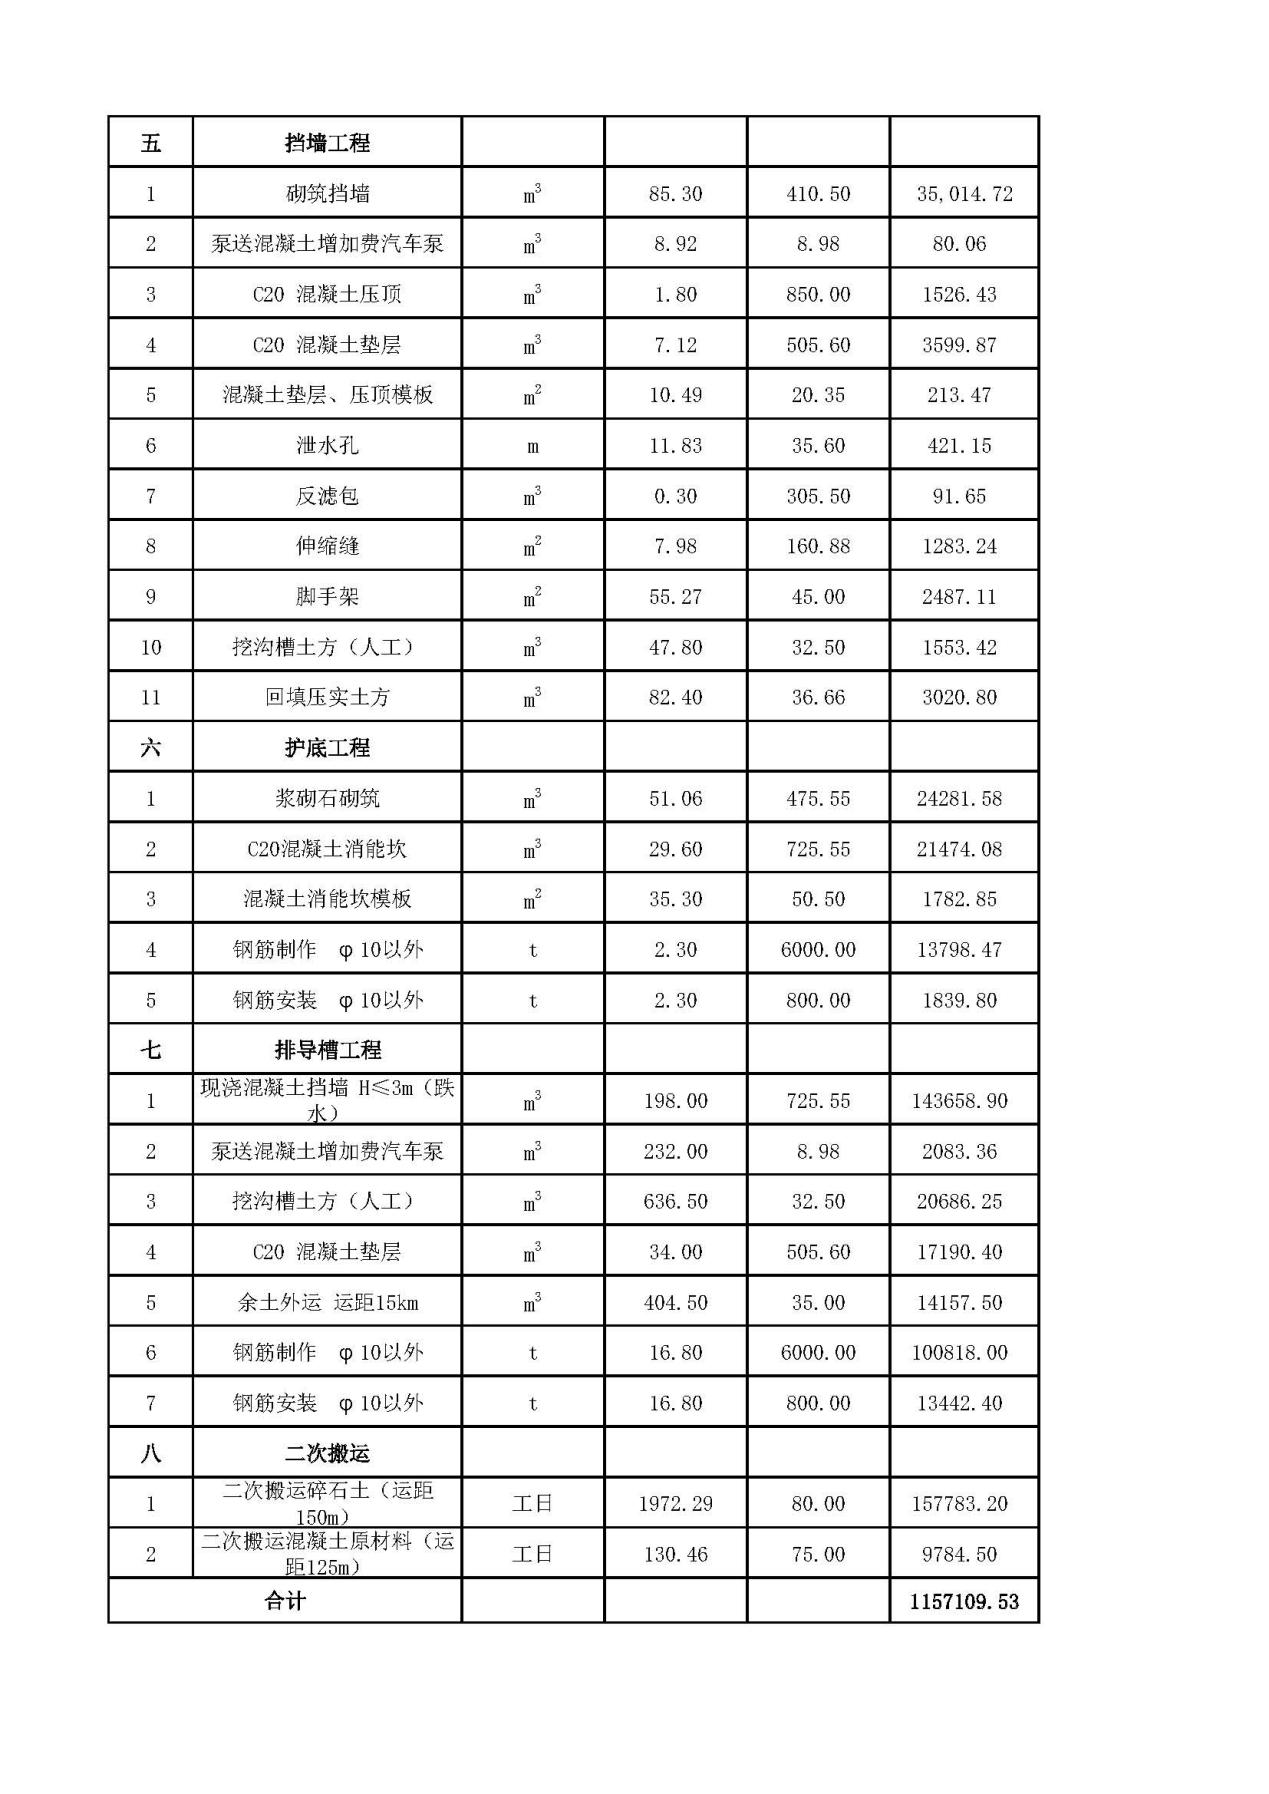 五 挡墙工程
1 砌筑挡墙 m³ 85.30 410.50 35,014.72
2 泵送混凝土增加费汽车泵 m³ 8.92 8.98 80.06
3 C20 混凝土压顶 m³ 1.80 850.00 1526.43
4 C20 混凝土垫层 m³ 7.12 505.60 3599.87
5 混凝土垫层、压顶模板 m² 10.49 20.35 213.47
6 泄水孔 m 11.83 35.60 421.15
7 反滤包 m³ 0.30 305.50 91.65
8 伸缩缝 m² 7.98 160.88 1283.24
9 脚手架 m² 55.27 45.00 2487.11
10 挖沟槽土方（人工） m³ 47.80 32.50 1553.42
11 回填压实土方 m³ 82.40 36.66 3020.80
六 护底工程
1 浆砌石砌筑 m³ 51.06 475.55 24281.58
2 C20混凝土消能坎 m³ 29.60 725.55 21474.08
3 混凝土消能坎模板 m² 35.30 50.50 1782.85
4 钢筋制作 φ10以外 t 2.30 6000.00 13798.47
5 钢筋安装 φ10以外 t 2.30 800.00 1839.80
七 排导槽工程
1 现浇混凝土挡墙 H≤3m（跌
水） m³ 198.00 725.55 143658.90
2 泵送混凝土增加费汽车泵 m³ 232.00 8.98 2083.36
3 挖沟槽土方（人工） m³ 636.50 32.50 20686.25
4 C20 混凝土垫层 m³ 34.00 505.60 17190.40
5 余土外运 运距15km m³ 404.50 35.00 14157.50
6 钢筋制作 φ10以外 t 16.80 6000.00 100818.00
7 钢筋安装 φ10以外 t 16.80 800.00 13442.40
八 二次搬运
1 二次搬运碎石土（运距
150m） 工日 1972.29 80.00 157783.20
2 二次搬运混凝土原材料（运
距125m） 工日 130.46 75.00 9784.50
合计 1157109.53